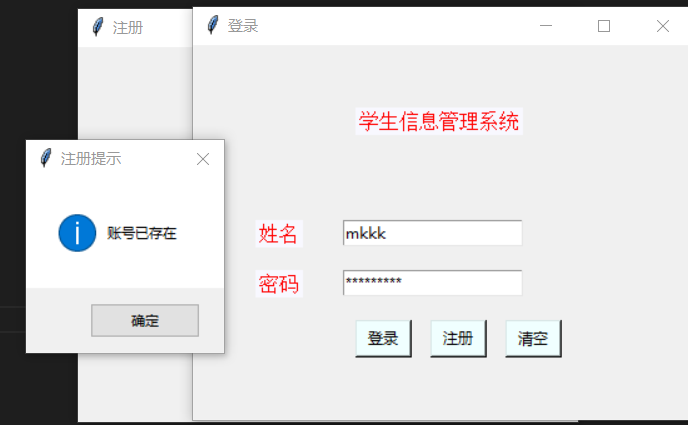 注册
登录
学生信息管理系统
注册提示
账号已存在
确定
姓名 mkkk
密码 *********
登录 注册 清空